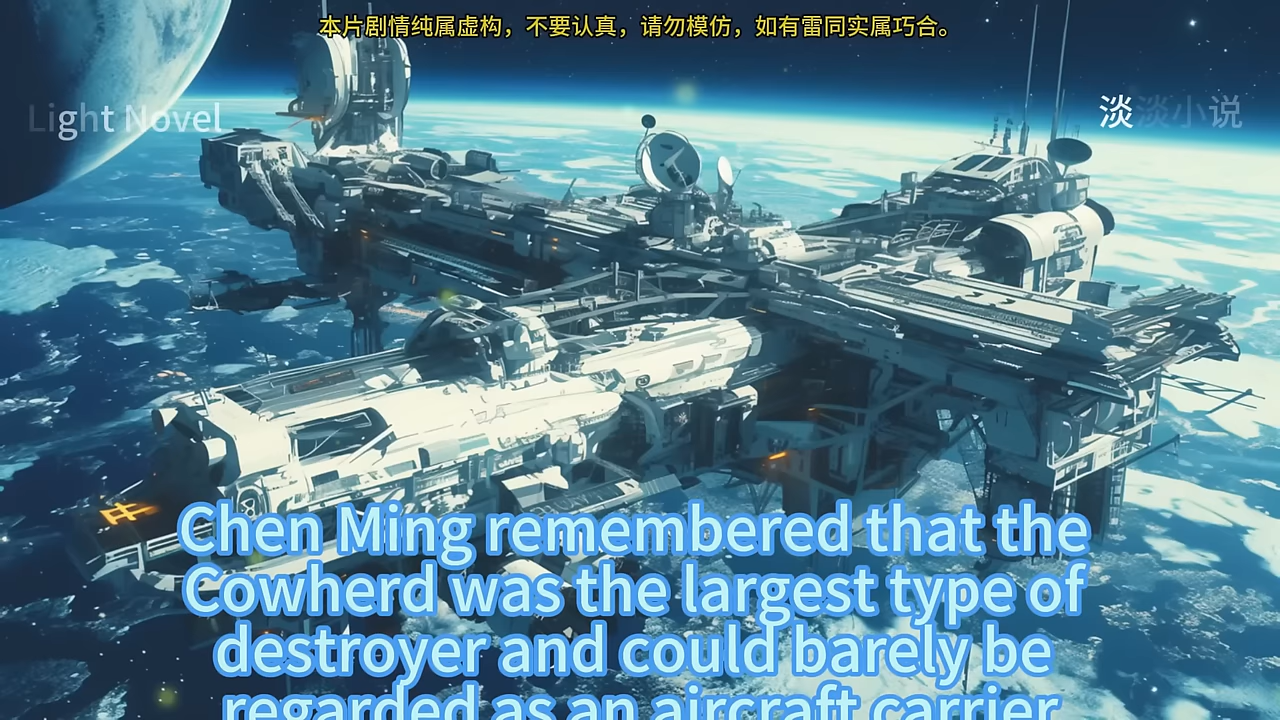 本片剧情纯属虚构，不要认真，请勿模仿，如有雷同实属巧合。
Light Novel
淡淡小说
Chen Ming remembered that the
Cowherd was the largest type of
destroyer and could barely be
regarded as an aircraft carrier